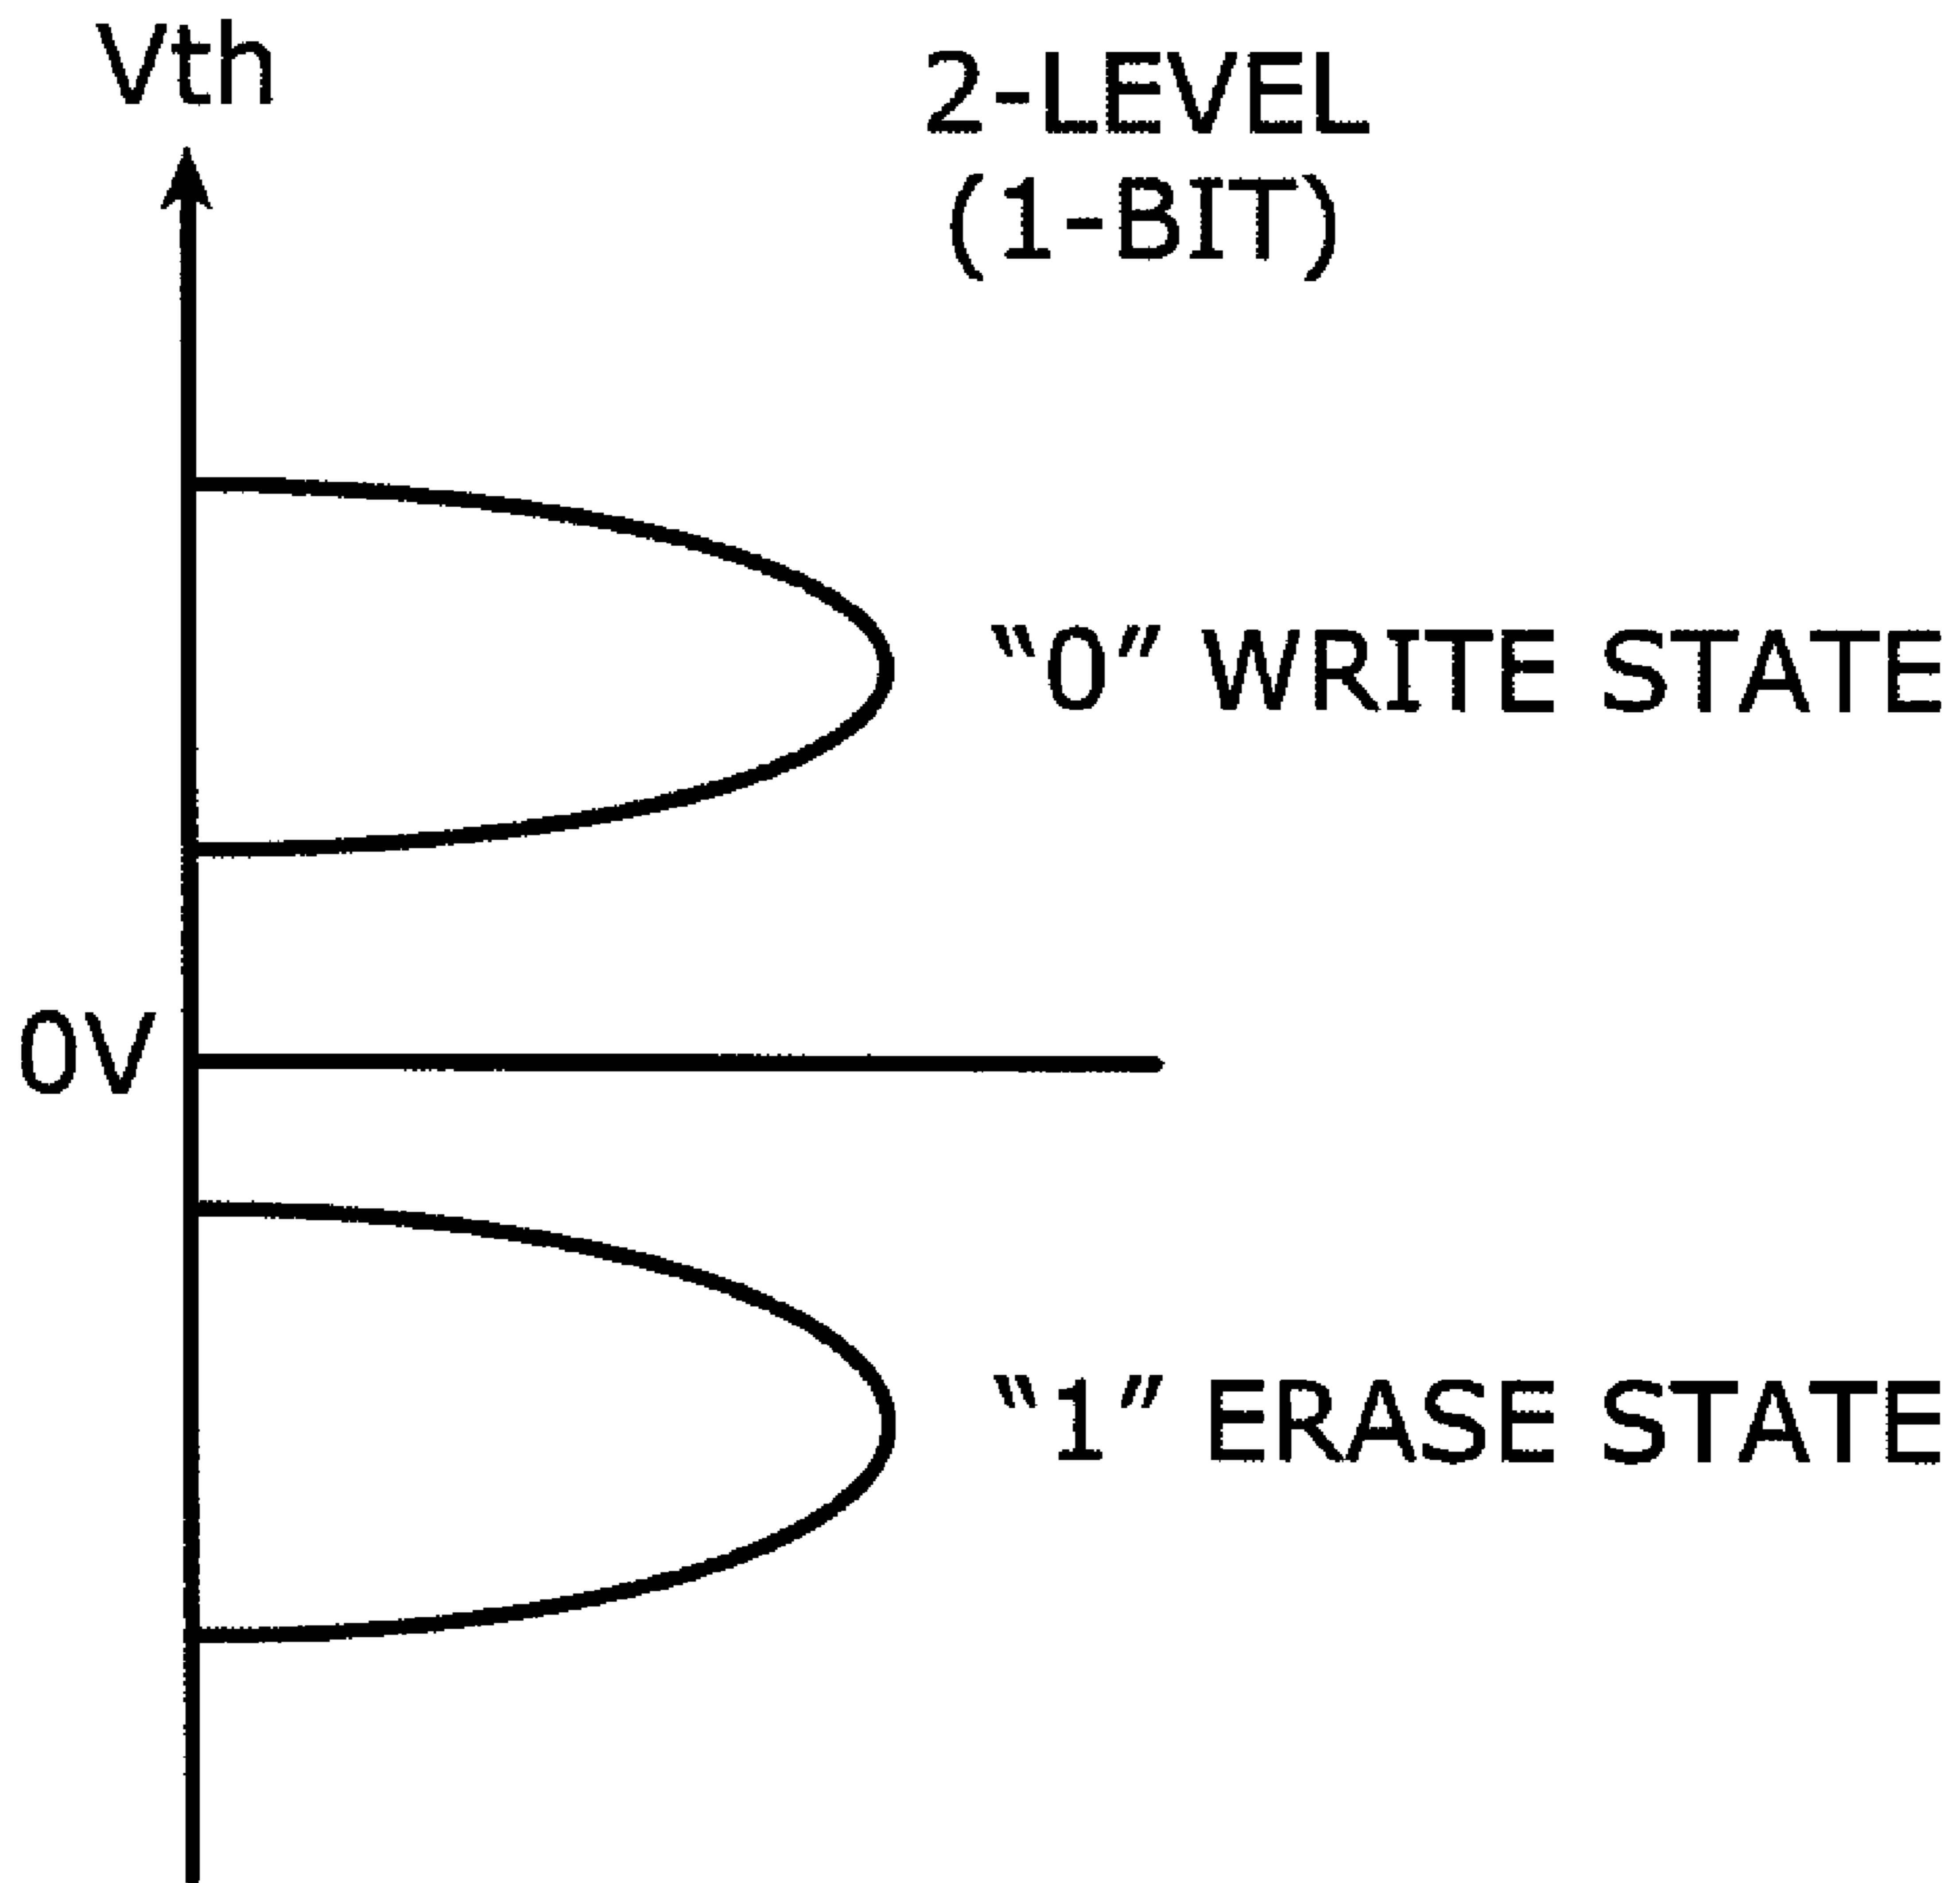 Vth
2-LEVEL
(1-BIT)
“0” WRITE STATE
0V
“1” ERASE STATE